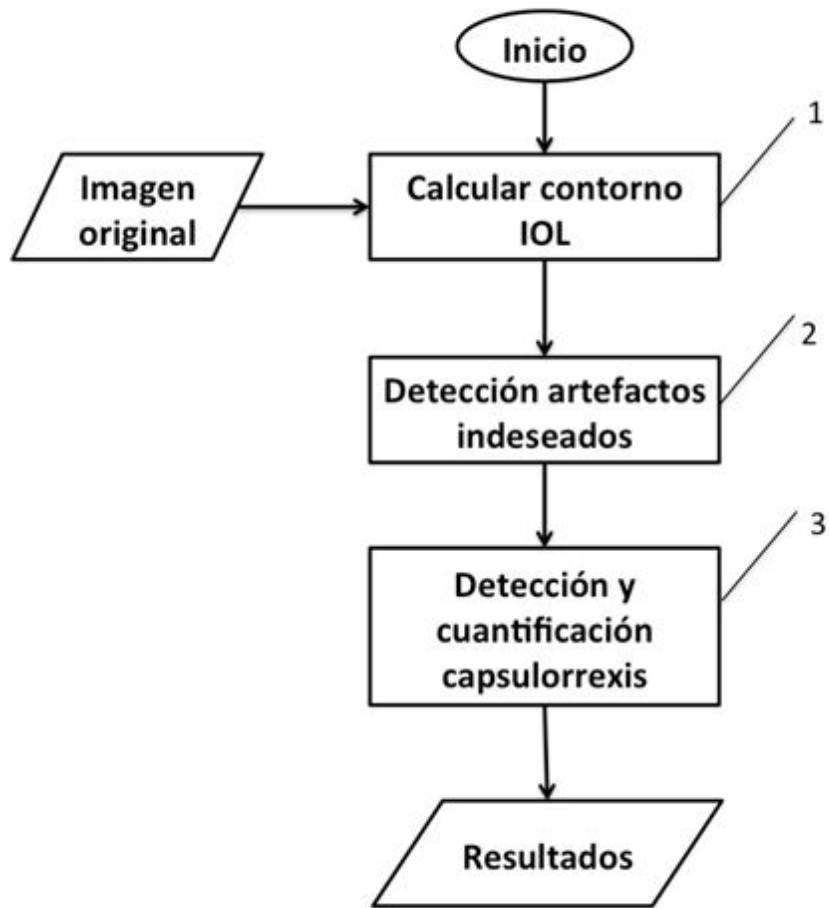 Inicio
1
Imagen
original
Calcular contorno
IOL
2
Detección artefactos
indeseados
3
Detección y
cuantificación
capsulorrexis
Resultados